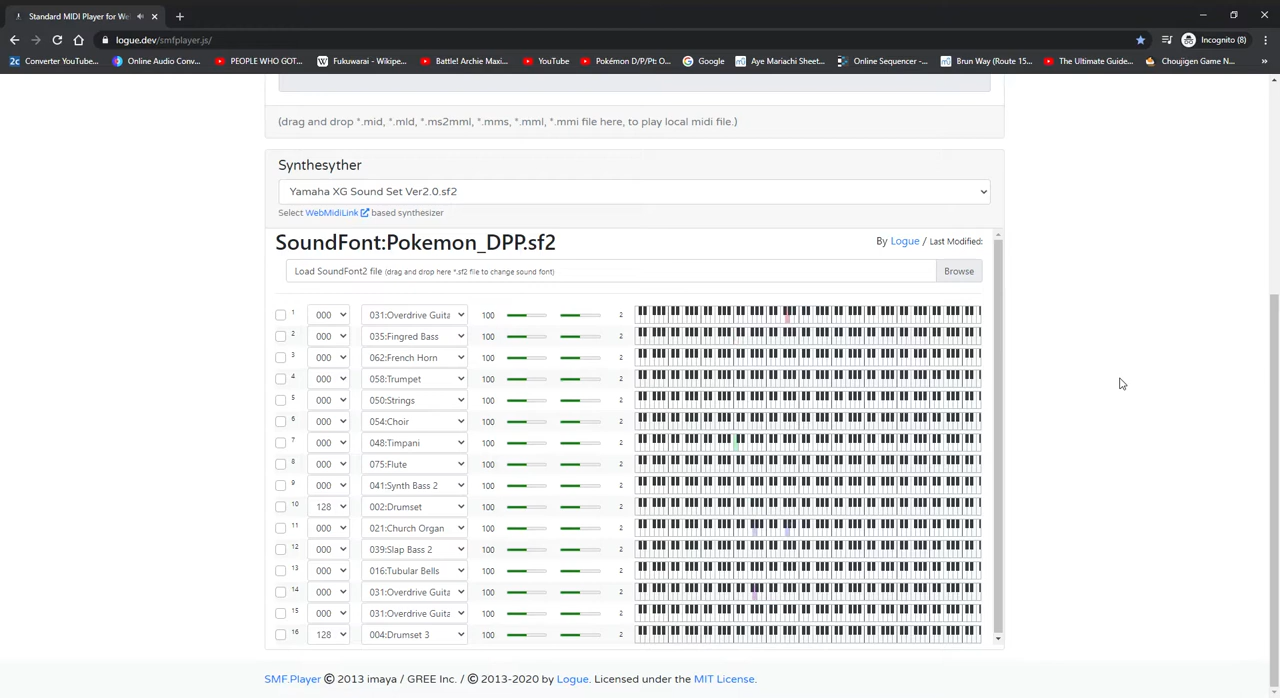 Standard MIDI Player for We
logue.dev/smfplayer.js/
Incognito (8)
Converter YouTube...
Online Audio Conv...
PEOPLE WHO GOT...
Fukuwarai - Wikipe...
Battle! Archie Maxi...
YouTube
Pokémon D/P/Pt: O...
Google
Aye Mariachi Sheet...
Online Sequencer -...
Brun Way (Route 15...
The Ultimate Guide...
Choujigen Game N...
»
(drag and drop *.mid, *.mld, *.ms2mml, *.mms, *.mml, *.mmi file here, to play local midi file.)
Synthesyther
Yamaha XG Sound Set Ver2.0.sf2
Select WebMidiLink based synthesizer
SoundFont:Pokemon_DPP.sf2
By Logue / Last Modified:
Load SoundFont2 file (drag and drop here *.sf2 file to change sound font)
Browse
1 000 031:Overdrive Guita 100 2
2 000 035:Fingred Bass 100 2
3 000 062:French Horn 100 2
4 000 058:Trumpet 100 2
5 000 050:Strings 100 2
6 000 054:Choir 100 2
7 000 048:Timpani 100 2
8 000 075:Flute 100 2
9 000 041:Synth Bass 2 100 2
10 128 002:Drumset 100 2
11 000 021:Church Organ 100 2
12 000 039:Slap Bass 2 100 2
13 000 016:Tubular Bells 100 2
14 000 031:Overdrive Guita 100 2
15 000 031:Overdrive Guita 100 2
16 128 004:Drumset 3 100 2
SMF.Player © 2013 imaya / GREE Inc. / © 2013-2020 by Logue. Licensed under the MIT License.